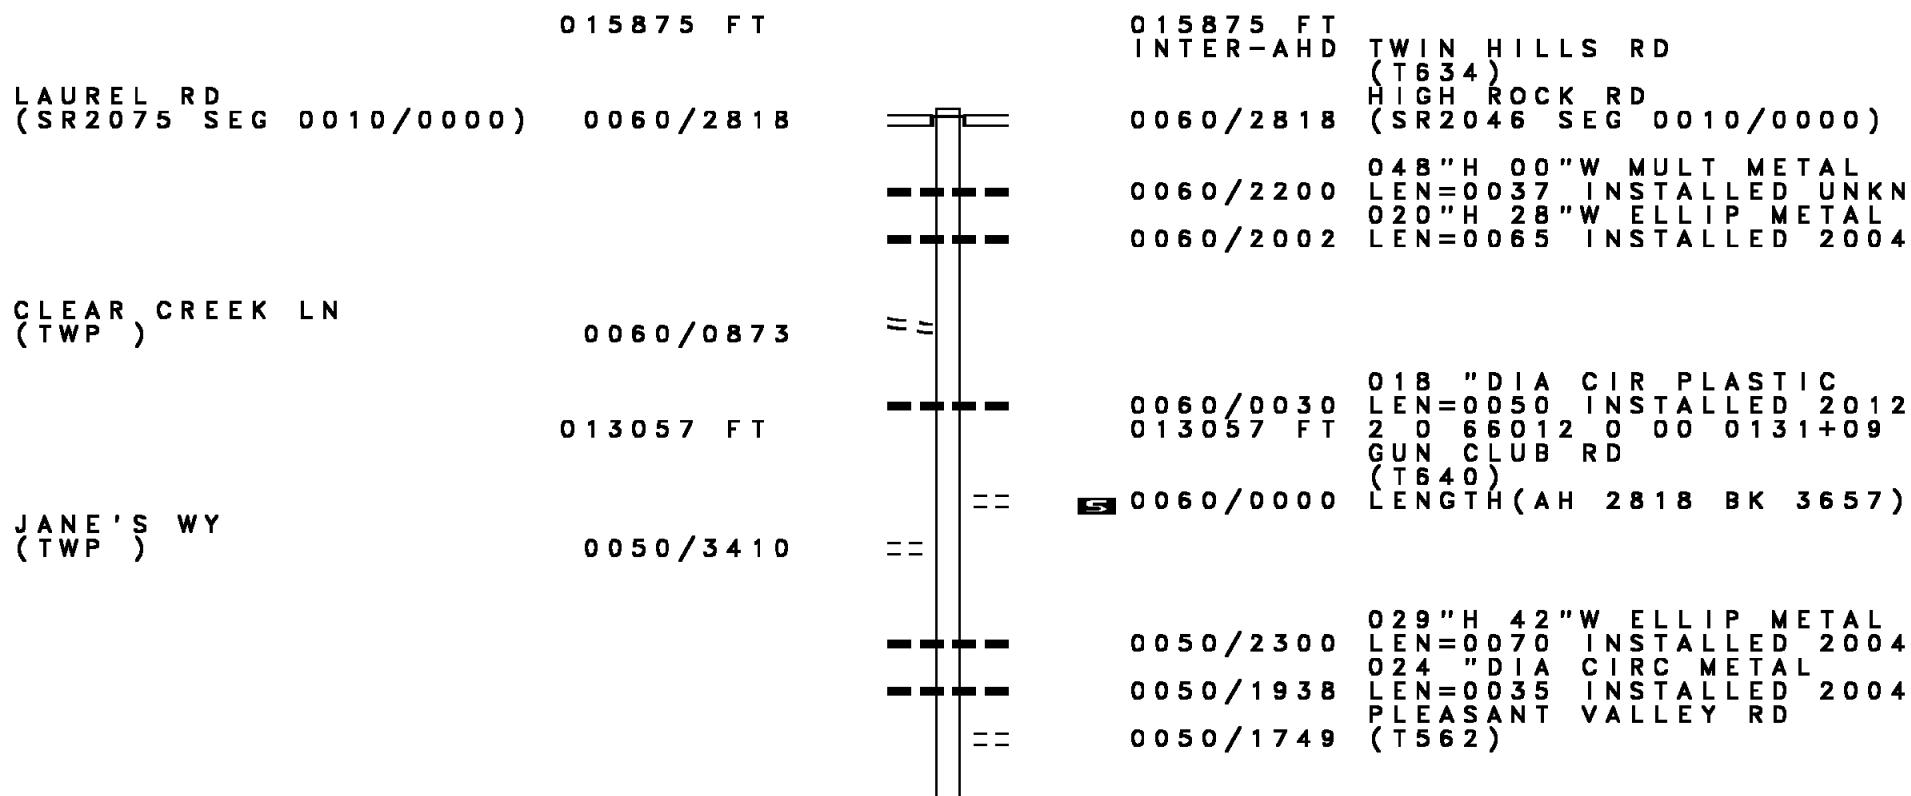 015875 FT 015875 FT
INTER-AHD TWIN HILLS RD
(T634)
LAUREL RD HIGH ROCK RD
(SR2075 SEG 0010/0000) 0060/2818 0060/2818 (SR2046 SEG 0010/0000)
048"H 00"W MULT METAL
0060/2200 LEN=0037 INSTALLED UNKN
020"H 28"W ELLIP METAL
0060/2002 LEN=0065 INSTALLED 2004
CLEAR CREEK LN
(TWP ) 0060/0873
018 "DIA CIR PLASTIC
0060/0030 LEN=0050 INSTALLED 2012
013057 FT 013057 FT 2 0 66012 0 00 0131+09
GUN CLUB RD
(T640)
S 0060/0000 LENGTH(AH 2818 BK 3657)
JANE'S WY
(TWP ) 0050/3410
029"H 42"W ELLIP METAL
0050/2300 LEN=0070 INSTALLED 2004
024 "DIA CIRC METAL
0050/1938 LEN=0035 INSTALLED 2004
PLEASANT VALLEY RD
0050/1749 (T562)